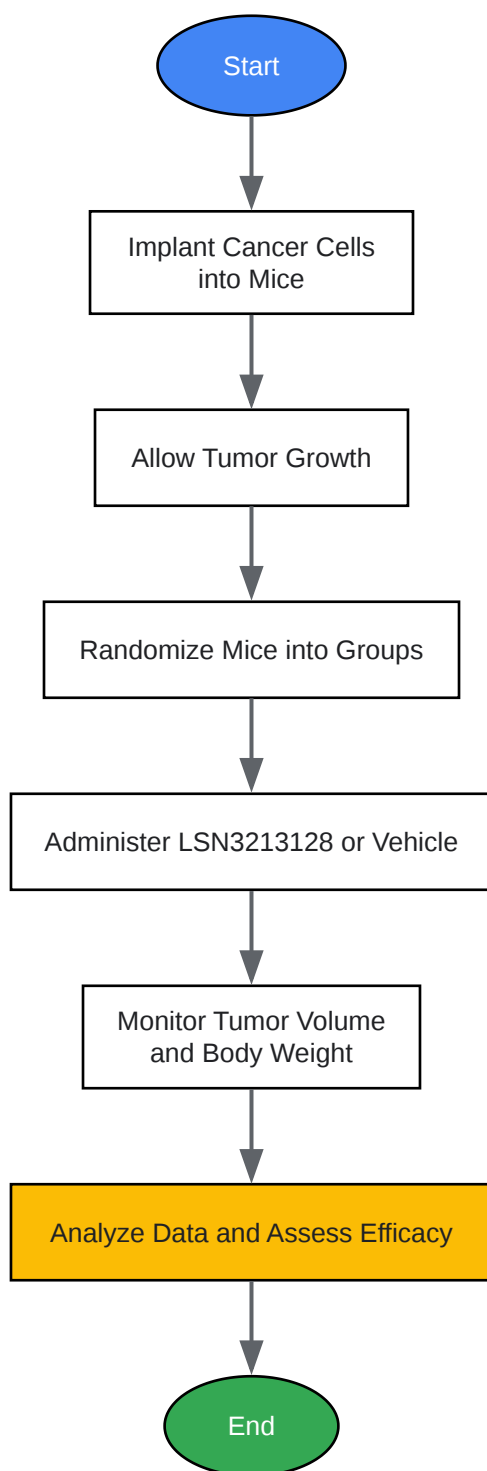 Start
Implant Cancer Cells
into Mice
Allow Tumor Growth
Randomize Mice into Groups
Administer LSN3213128 or Vehicle
Monitor Tumor Volume
and Body Weight
Analyze Data and Assess Efficacy
End